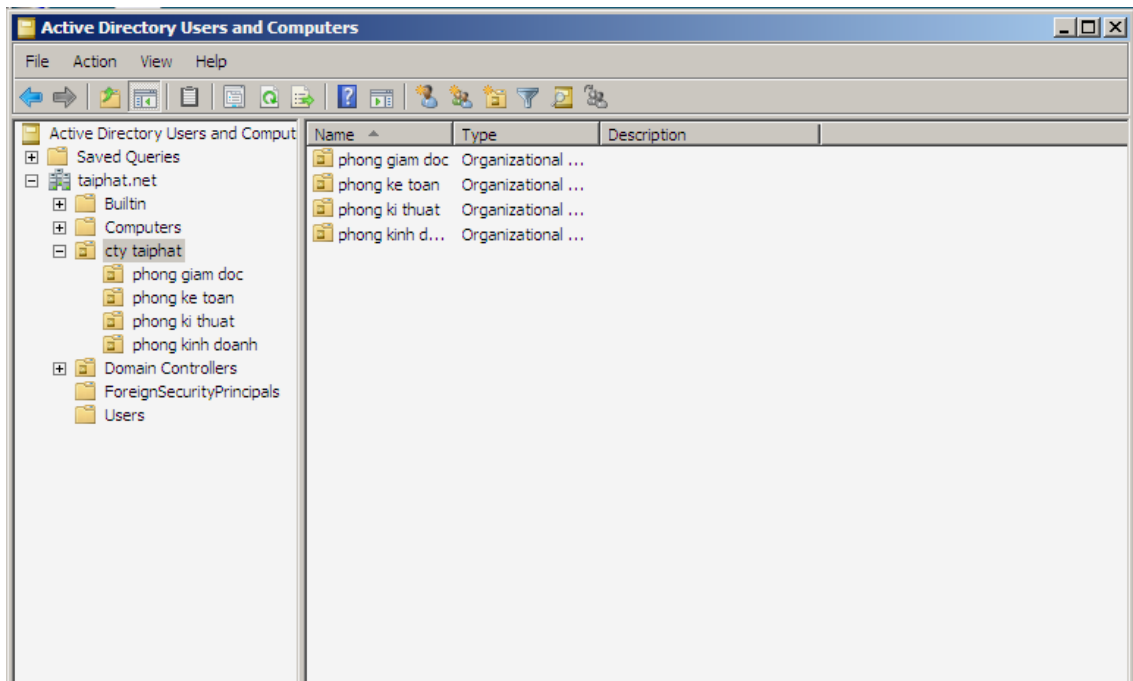 Active Directory Users and Computers
File Action View Help
Active Directory Users and Comput
Saved Queries
taiphat.net
Builtin
Computers
cty taiphat
phong giam doc
phong ke toan
phong ki thuat
phong kinh doanh
Domain Controllers
ForeignSecurityPrincipals
Users
Name Type Description
phong giam doc Organizational ...
phong ke toan Organizational ...
phong ki thuat Organizational ...
phong kinh d... Organizational ...